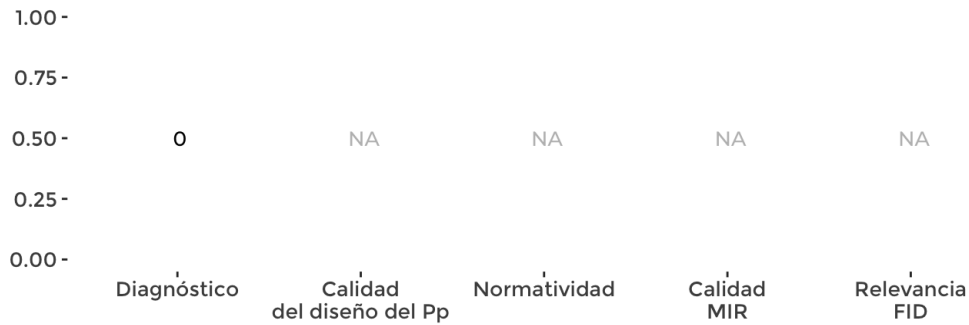 1.00
0.75
0.50
0.25
0.00
0
NA
NA
NA
NA
Diagnóstico
Calidad
del diseño del Pp
Normatividad
Calidad
MIR
Relevancia
FID